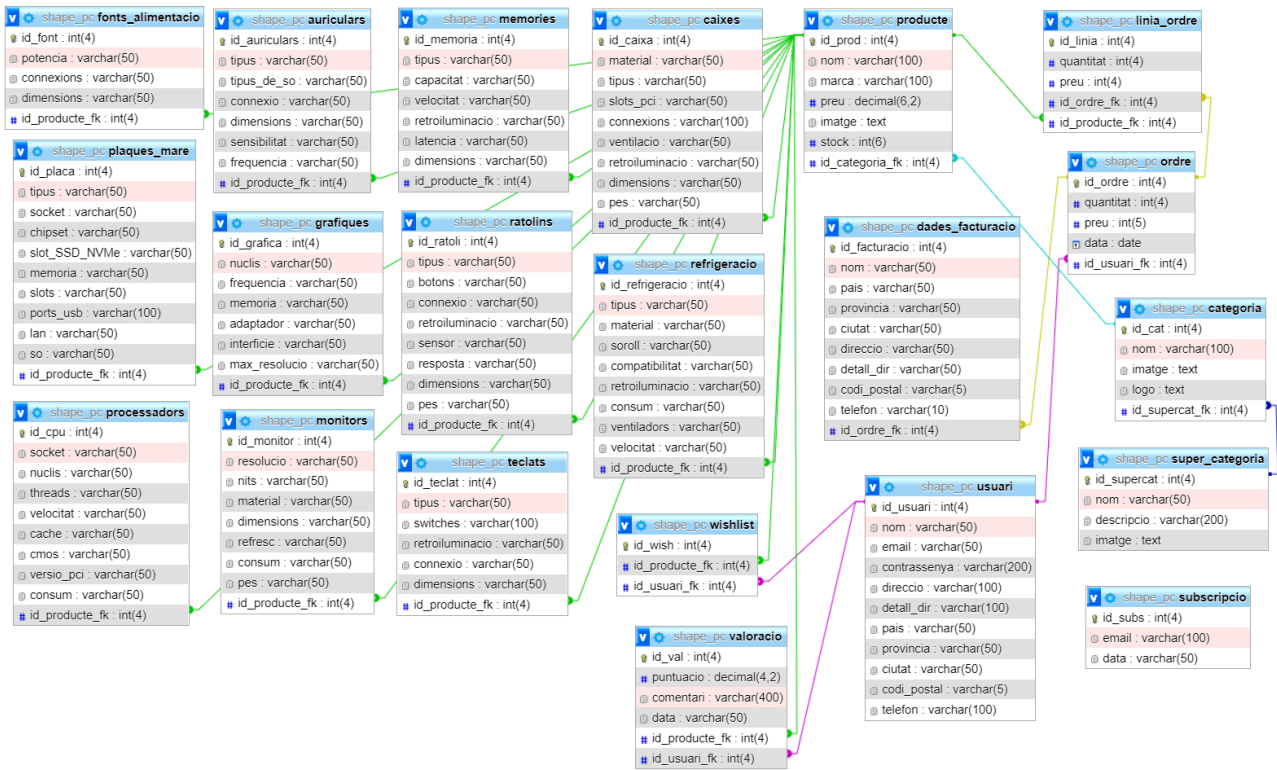 shape_pc fonts_alimentacio
id_font : int(4)
potencia : varchar(50)
connexions : varchar(50)
dimensions : varchar(50)
id_producte_fk : int(4)
shape_pc auriculars
id_auriculars : int(4)
tipus : varchar(50)
tipus_de_so : varchar(50)
connexio : varchar(50)
dimensions : varchar(50)
sensibilitat : varchar(50)
frequencia : varchar(50)
id_producte_fk : int(4)
shape_pc memories
id_memoria : int(4)
tipus : varchar(50)
capacitat : varchar(50)
velocitat : varchar(50)
retroiluminacio : varchar(50)
latencia : varchar(50)
dimensions : varchar(50)
id_producte_fk : int(4)
shape_pc caixes
id_caixa : int(4)
material : varchar(50)
tipus : varchar(50)
slots_pci : varchar(50)
connexions : varchar(100)
ventilacio : varchar(50)
retroiluminacio : varchar(50)
dimensions : varchar(50)
pes : varchar(50)
id_producte_fk : int(4)
shape_pc producte
id_prod : int(4)
nom : varchar(100)
marca : varchar(100)
preu : decimal(6,2)
imatge : text
stock : int(6)
id_categoria_fk : int(4)
shape_pc linia_ordre
id_linia : int(4)
quantitat : int(4)
preu : int(4)
id_ordre_fk : int(4)
id_producte_fk : int(4)
shape_pc plaques_mare
id_placa : int(4)
tipus : varchar(50)
socket : varchar(50)
chipset : varchar(50)
slot_SSD_NVMe : varchar(50)
memoria : varchar(50)
slots : varchar(50)
ports_usb : varchar(100)
lan : varchar(50)
so : varchar(50)
id_producte_fk : int(4)
shape_pc grafiques
id_grafica : int(4)
nuclis : varchar(50)
frequencia : varchar(50)
memoria : varchar(50)
adaptador : varchar(50)
interficie : varchar(50)
max_resolucio : varchar(50)
id_producte_fk : int(4)
shape_pc ratolins
id_ratoli : int(4)
tipus : varchar(50)
botons : varchar(50)
connexio : varchar(50)
retroiluminacio : varchar(50)
sensor : varchar(50)
resposta : varchar(50)
dimensions : varchar(50)
pes : varchar(50)
id_producte_fk : int(4)
shape_pc refrigeracio
id_refrigeracio : int(4)
tipus : varchar(50)
material : varchar(50)
soroll : varchar(50)
compatibilitat : varchar(50)
retroiluminacio : varchar(50)
consum : varchar(50)
ventiladors : varchar(50)
velocitat : varchar(50)
id_producte_fk : int(4)
shape_pc dades_facturacio
id_facturacio : int(4)
nom : varchar(50)
pais : varchar(50)
provincia : varchar(50)
ciutat : varchar(50)
direccio : varchar(50)
detall_dir : varchar(50)
codi_postal : varchar(5)
telefon : varchar(10)
id_ordre_fk : int(4)
shape_pc ordre
id_ordre : int(4)
quantitat : int(4)
preu : int(5)
data : date
id_usuari_fk : int(4)
shape_pc categoria
id_cat : int(4)
nom : varchar(100)
imatge : text
logo : text
id_supercat_fk : int(4)
shape_pc processadors
id_cpu : int(4)
socket : varchar(50)
nuclis : varchar(50)
threads : varchar(50)
velocitat : varchar(50)
cache : varchar(50)
cmos : varchar(50)
versio_pci : varchar(50)
consum : varchar(50)
id_producte_fk : int(4)
shape_pc monitors
id_monitor : int(4)
resolucio : varchar(50)
nits : varchar(50)
material : varchar(50)
dimensions : varchar(50)
refresc : varchar(50)
consum : varchar(50)
pes : varchar(50)
id_producte_fk : int(4)
shape_pc teclats
id_teclat : int(4)
tipus : varchar(50)
switches : varchar(100)
retroiluminacio : varchar(50)
connexio : varchar(50)
dimensions : varchar(50)
id_producte_fk : int(4)
shape_pc wishlist
id_wish : int(4)
id_producte_fk : int(4)
id_usuari_fk : int(4)
shape_pc usuari
id_usuari : int(4)
nom : varchar(50)
email : varchar(50)
contrassenya : varchar(200)
direccio : varchar(100)
detall_dir : varchar(100)
pais : varchar(50)
provincia : varchar(50)
ciutat : varchar(50)
codi_postal : varchar(5)
telefon : varchar(100)
shape_pc super_categoria
id_supercat : int(4)
nom : varchar(50)
descripcio : varchar(200)
imatge : text
shape_pc subscripcio
id_subs : int(4)
email : varchar(100)
data : varchar(50)
shape_pc valoracio
id_val : int(4)
puntuacio : decimal(4,2)
comentari : varchar(400)
data : varchar(50)
id_producte_fk : int(4)
id_usuari_fk : int(4)